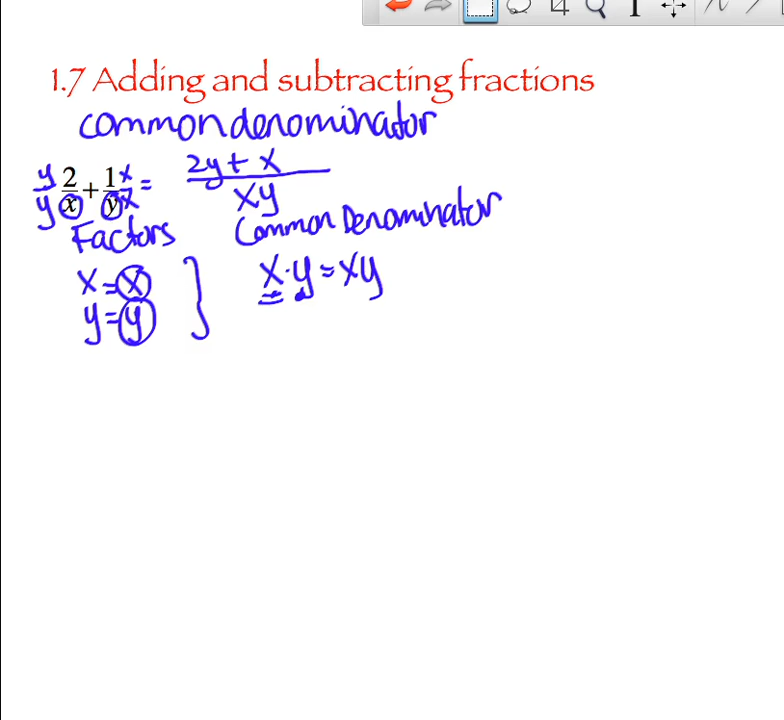 1.7 Adding and subtracting fractions
common denominator
y/y 2/x + 1/y x/x = 2y + x / xy
Factors Common Denominator
x = x } x · y = xy
y = y